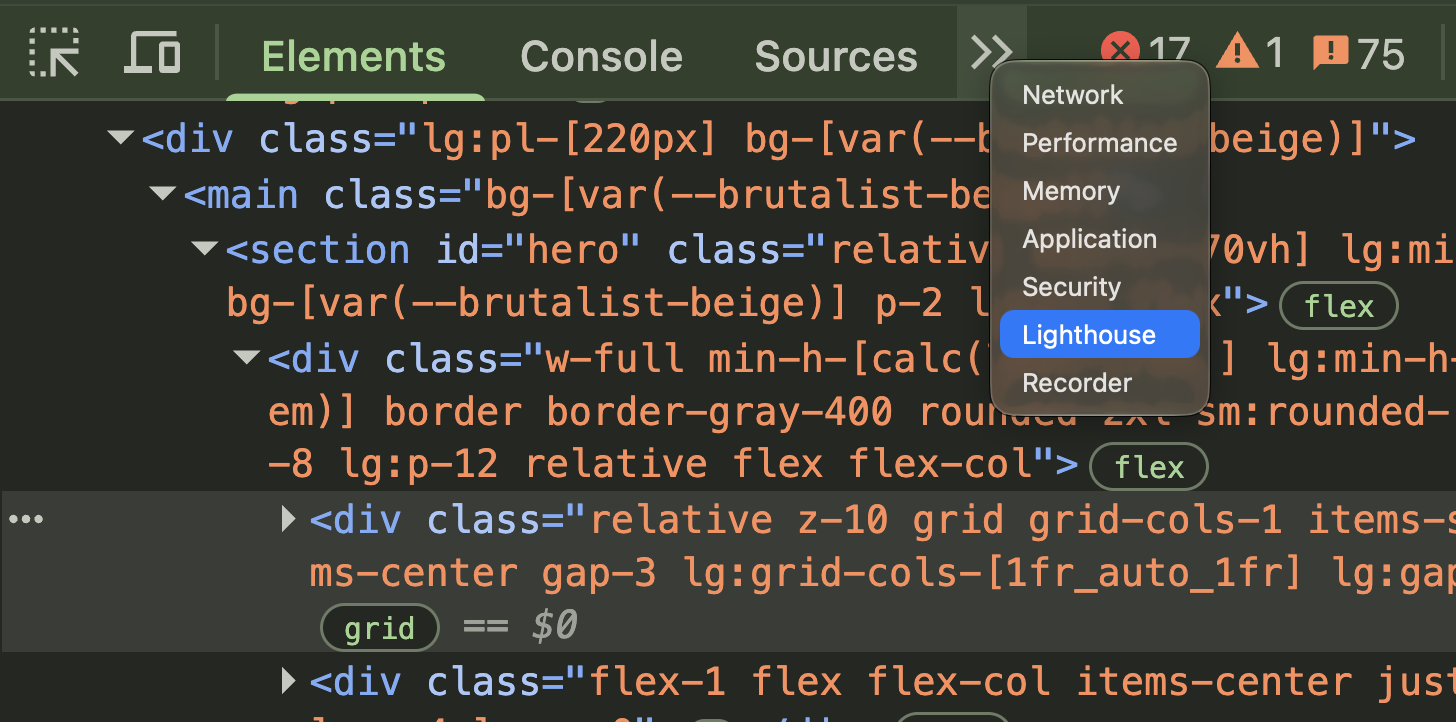 Elements Console Sources 17 1 75
Network
Performance
Memory
Application
Security
Lighthouse
Recorder
<div class="lg:pl-[220px] bg-[var(--b beige)]">
<main class="bg-[var(--brutalist-be
<section id="hero" class="relativ 70vh] lg:mi
bg-[var(--brutalist-beige)] p-2 l x"> flex
<div class="w-full min-h-[calc( ] lg:min-h-
em)] border border-gray-400 rounded-2xl sm:rounded-
-8 lg:p-12 relative flex flex-col"> flex
<div class="relative z-10 grid grid-cols-1 items-s
ms-center gap-3 lg:grid-cols-[1fr_auto_1fr] lg:gap
grid == $0
<div class="flex-1 flex flex-col items-center just